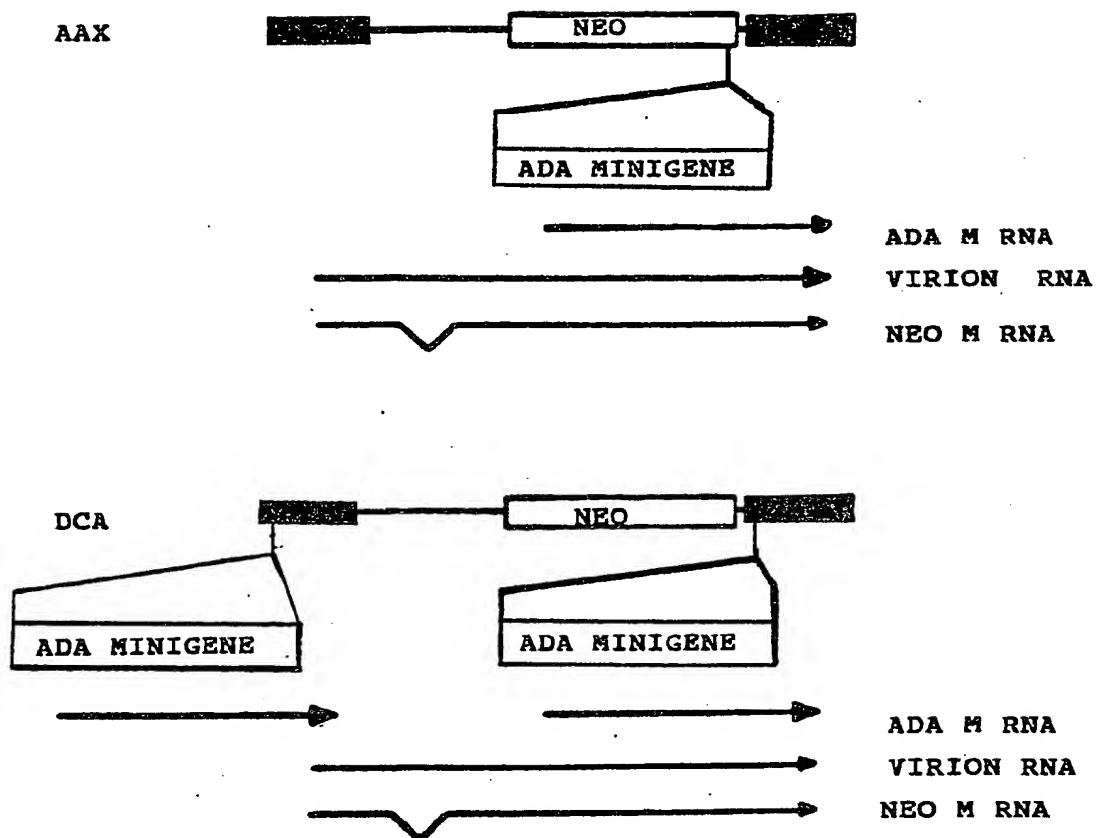 AAX
NEO
ADA MINIGENE
ADA M RNA
VIRION RNA
NEO M RNA
DCA
NEO
ADA MINIGENE
ADA MINIGENE
ADA M RNA
VIRION RNA
NEO M RNA